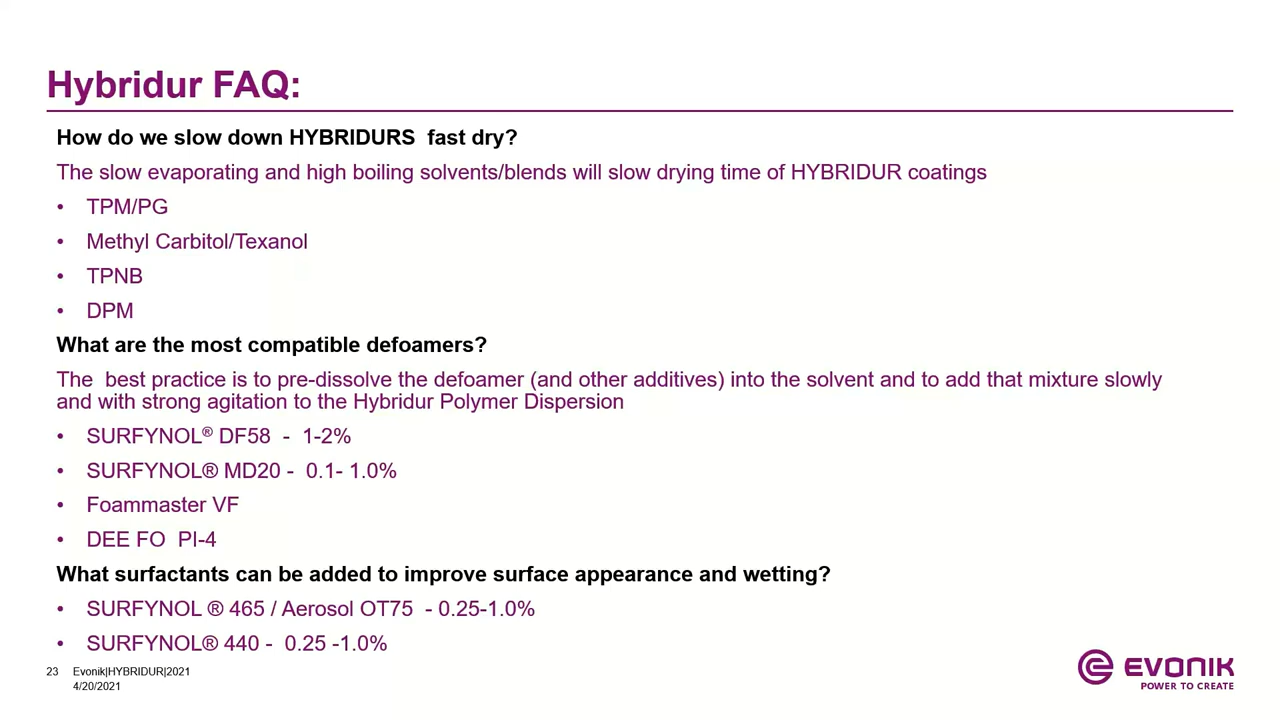 Hybridur FAQ:
How do we slow down HYBRIDURS  fast dry?
The slow evaporating and high boiling solvents/blends will slow drying time of HYBRIDUR coatings
• TPM/PG
• Methyl Carbitol/Texanol
• TPNB
• DPM
What are the most compatible defoamers?
The  best practice is to pre-dissolve the defoamer (and other additives) into the solvent and to add that mixture slowly
and with strong agitation to the Hybridur Polymer Dispersion
• SURFYNOL® DF58  -  1-2%
• SURFYNOL® MD20 -  0.1- 1.0%
• Foammaster VF
• DEE FO  PI-4
What surfactants can be added to improve surface appearance and wetting?
• SURFYNOL ® 465 / Aerosol OT75  - 0.25-1.0%
• SURFYNOL® 440 -  0.25 -1.0%
23 Evonik|HYBRIDUR|2021
4/20/2021
EVONIK
POWER TO CREATE